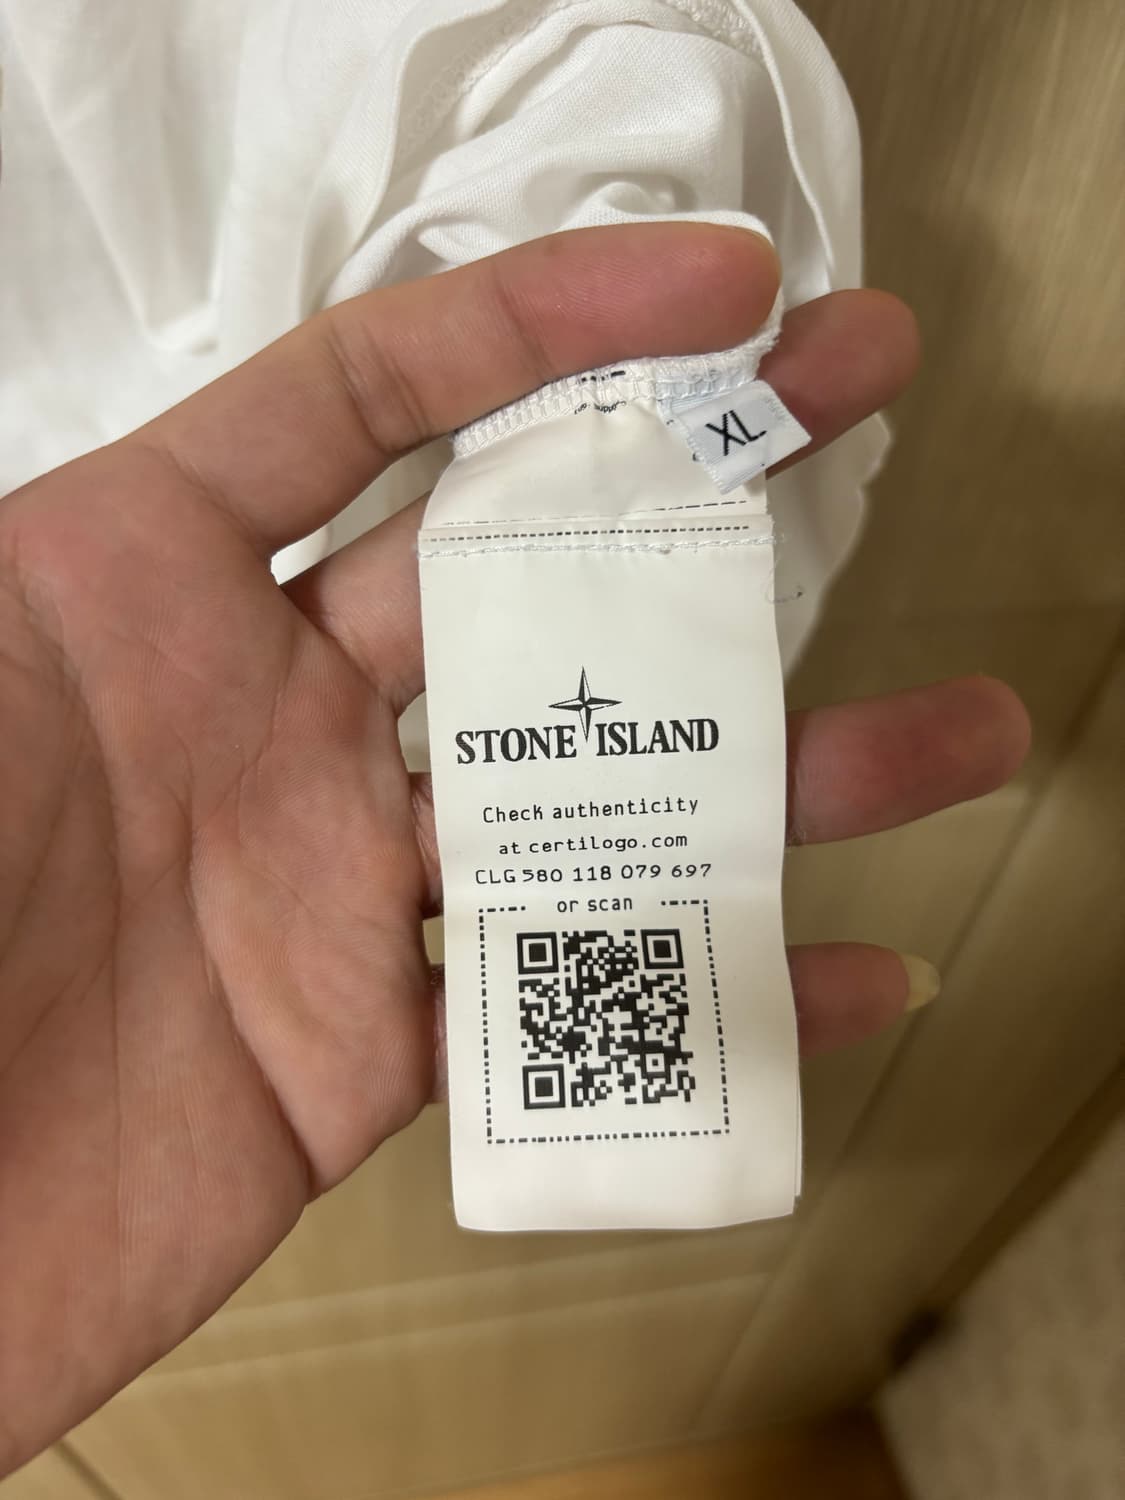 XL
STONE ISLAND
Check authenticity
at certilogo.com
CLG 580 118 079 697
or scan